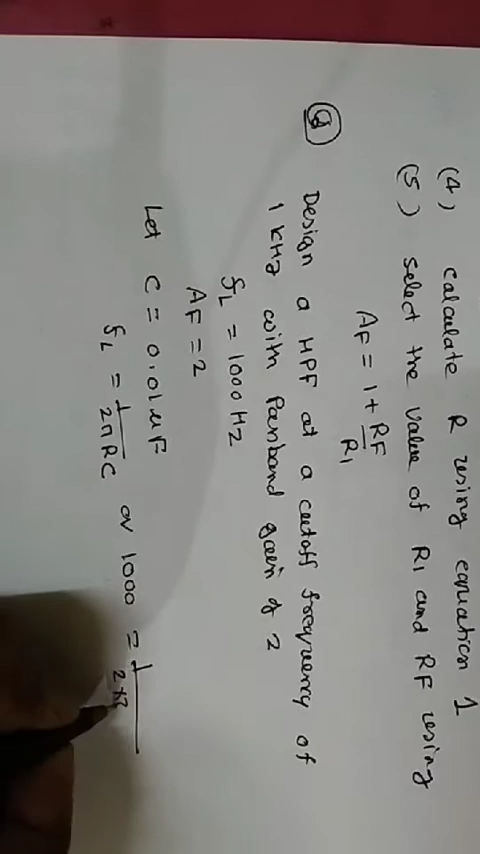 (4) calculate R using equation 1
(5) select the value of R1 and RF using
AF = 1 + RF/R1
Q Design a HPF at a cutoff frequency of
1 kHz with Passband gain of 2
fL = 1000 Hz
AF = 2
Let C = 0.01 μF
fL = 1/2πRC or 1000 = 1/2×π